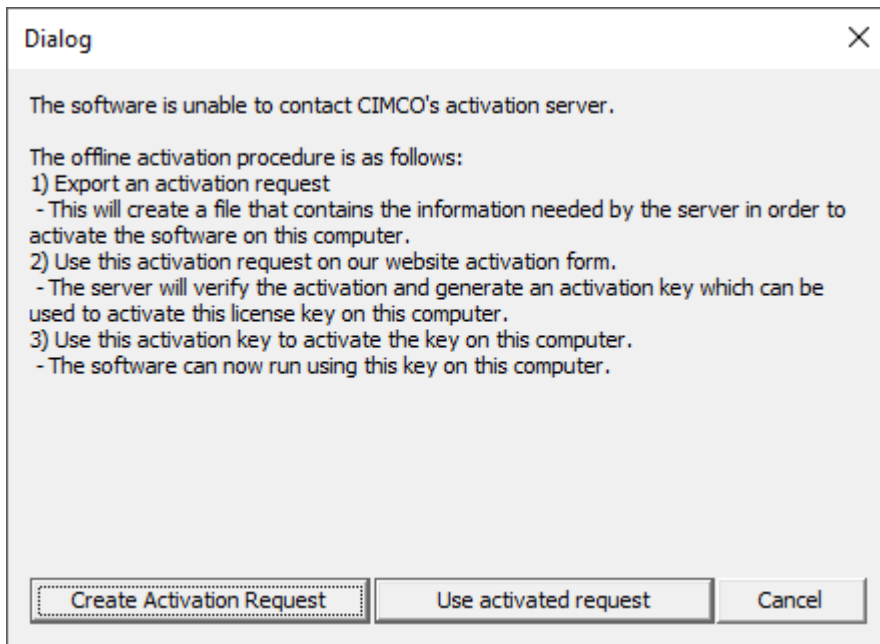 Dialog
The software is unable to contact CIMCO's activation server.
The offline activation procedure is as follows:
1) Export an activation request
- This will create a file that contains the information needed by the server in order to
activate the software on this computer.
2) Use this activation request on our website activation form.
- The server will verify the activation and generate an activation key which can be
used to activate this license key on this computer.
3) Use this activation key to activate the key on this computer.
- The software can now run using this key on this computer.
Create Activation Request
Use activated request
Cancel